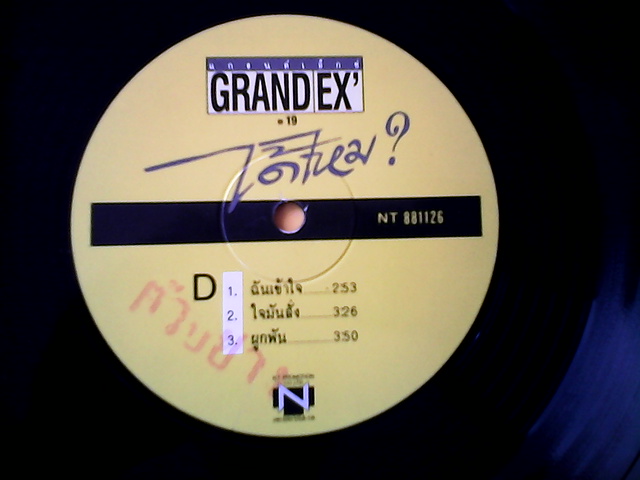 แกรนด์เอ็กซ์
GRAND EX'
=19
ได้ไหม?
NT 881126
D
1. ฉันเข้าใจ 2:53
2. ใจมันสั่ง 3:26
3. ผูกพัน 3:50
N